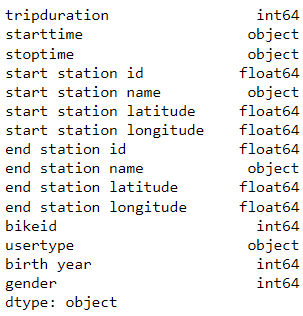 tripduration int64
starttime object
stoptime object
start station id float64
start station name object
start station latitude float64
start station longitude float64
end station id float64
end station name object
end station latitude float64
end station longitude float64
bikeid int64
usertype object
birth year int64
gender int64
dtype: object